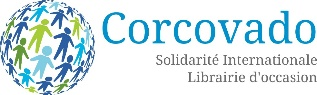 Corcovado
Solidarité Internationale
Librairie d'occasion